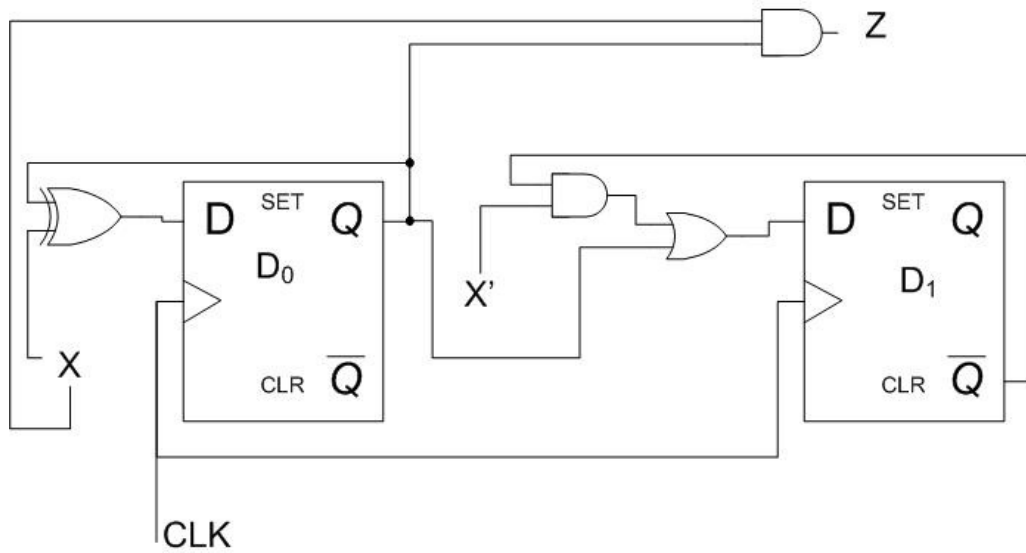 Z
D SET Q
D₀
CLR Q̅
X
X’
D SET Q
D₁
CLR Q̅
CLK